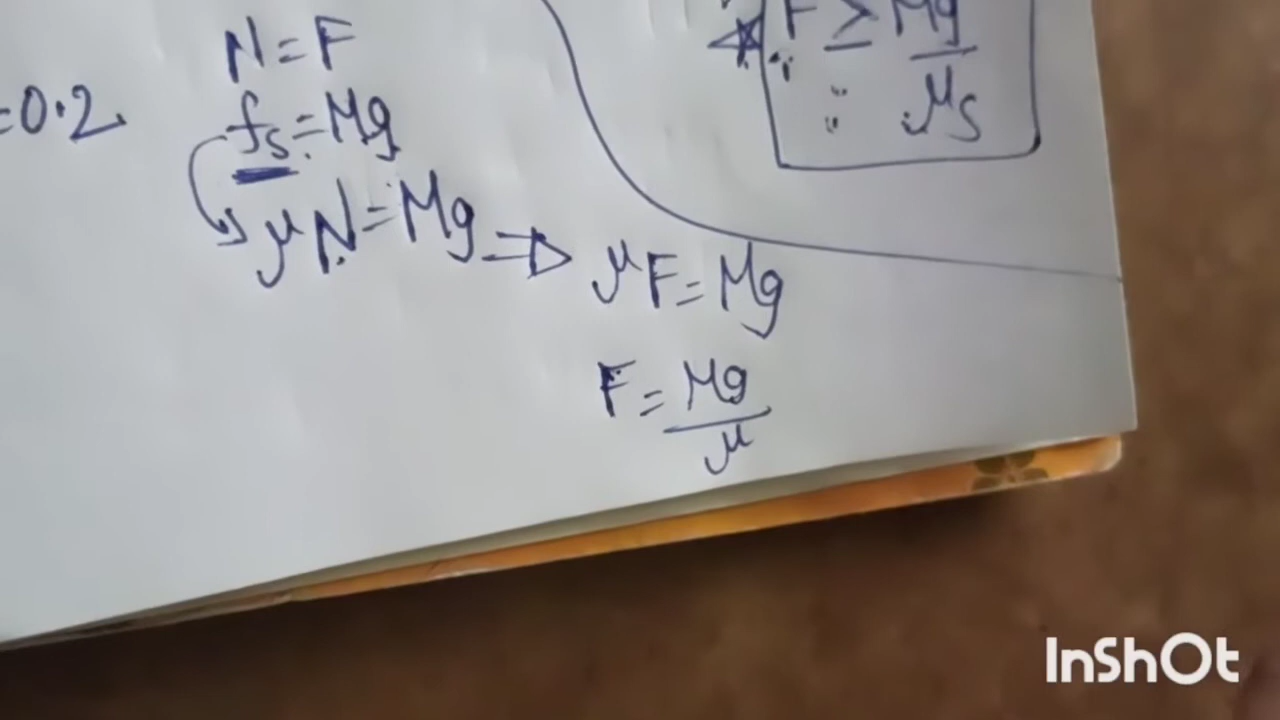 N=F
=0.2
fs=Mg
μN=Mg ⇒ μF=Mg
F=Mg/μ
F ≥ Mg/μs
InShOt